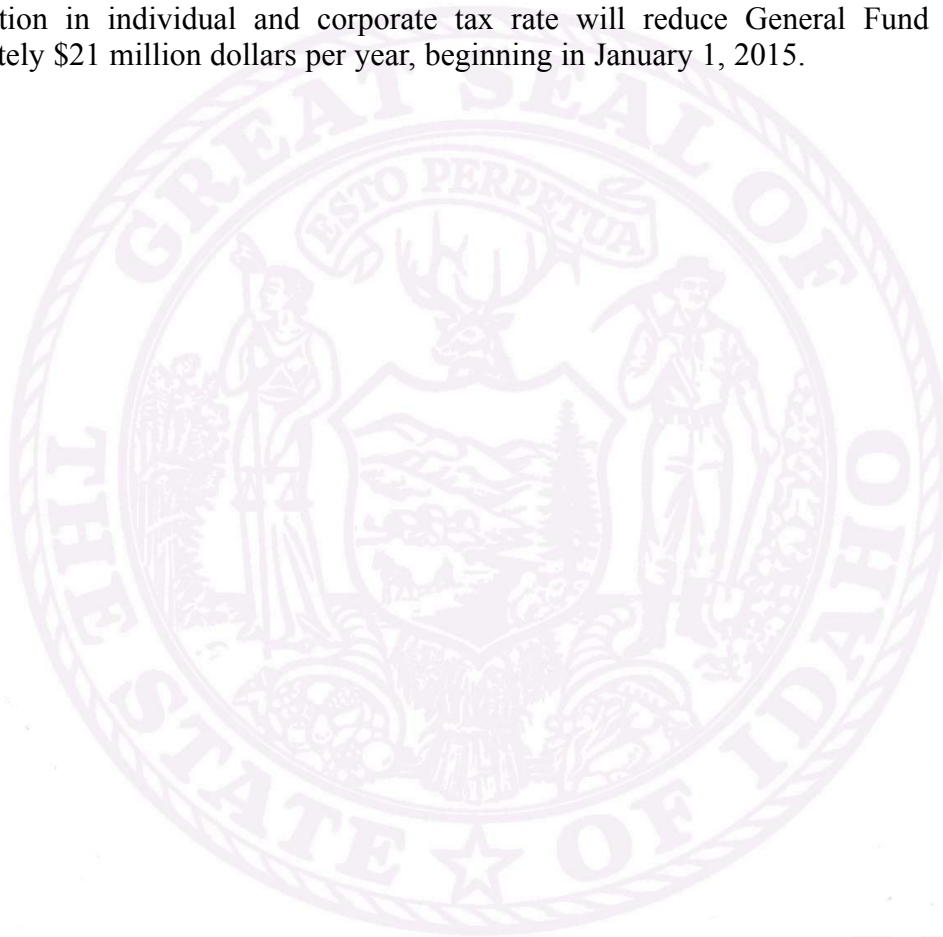 tion in individual and corporate tax rate will reduce General Fund
tely $21 million dollars per year, beginning in January 1, 2015.
GREAT SEAL OF
ESTO PERPETUA
THE STATE ★ OF IDAHO